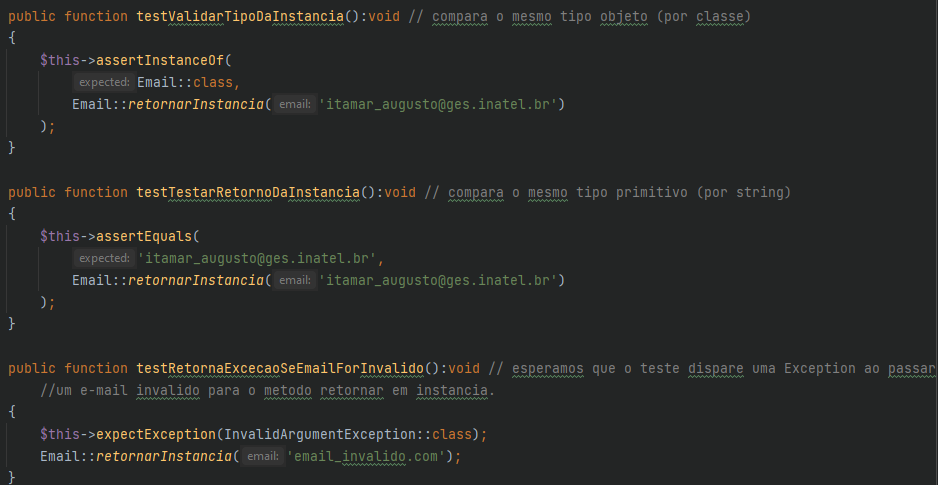 public function testValidarTipoDaInstancia():void // compara o mesmo tipo objeto (por classe)
{
    $this->assertInstanceOf(
        expected: Email::class,
        Email::retornarInstancia( email: 'itamar_augusto@ges.inatel.br')
    );
}
public function testTestarRetornoDaInstancia():void // compara o mesmo tipo primitivo (por string)
{
    $this->assertEquals(
        expected: 'itamar_augusto@ges.inatel.br',
        Email::retornarInstancia( email: 'itamar_augusto@ges.inatel.br')
    );
}
public function testRetornaExcecaoSeEmailForInvalido():void // esperamos que o teste dispare uma Exception ao passar
    //um e-mail invalido para o metodo retornar em instancia.
{
    $this->expectException(InvalidArgumentException::class);
    Email::retornarInstancia( email: 'email_invalido.com');
}